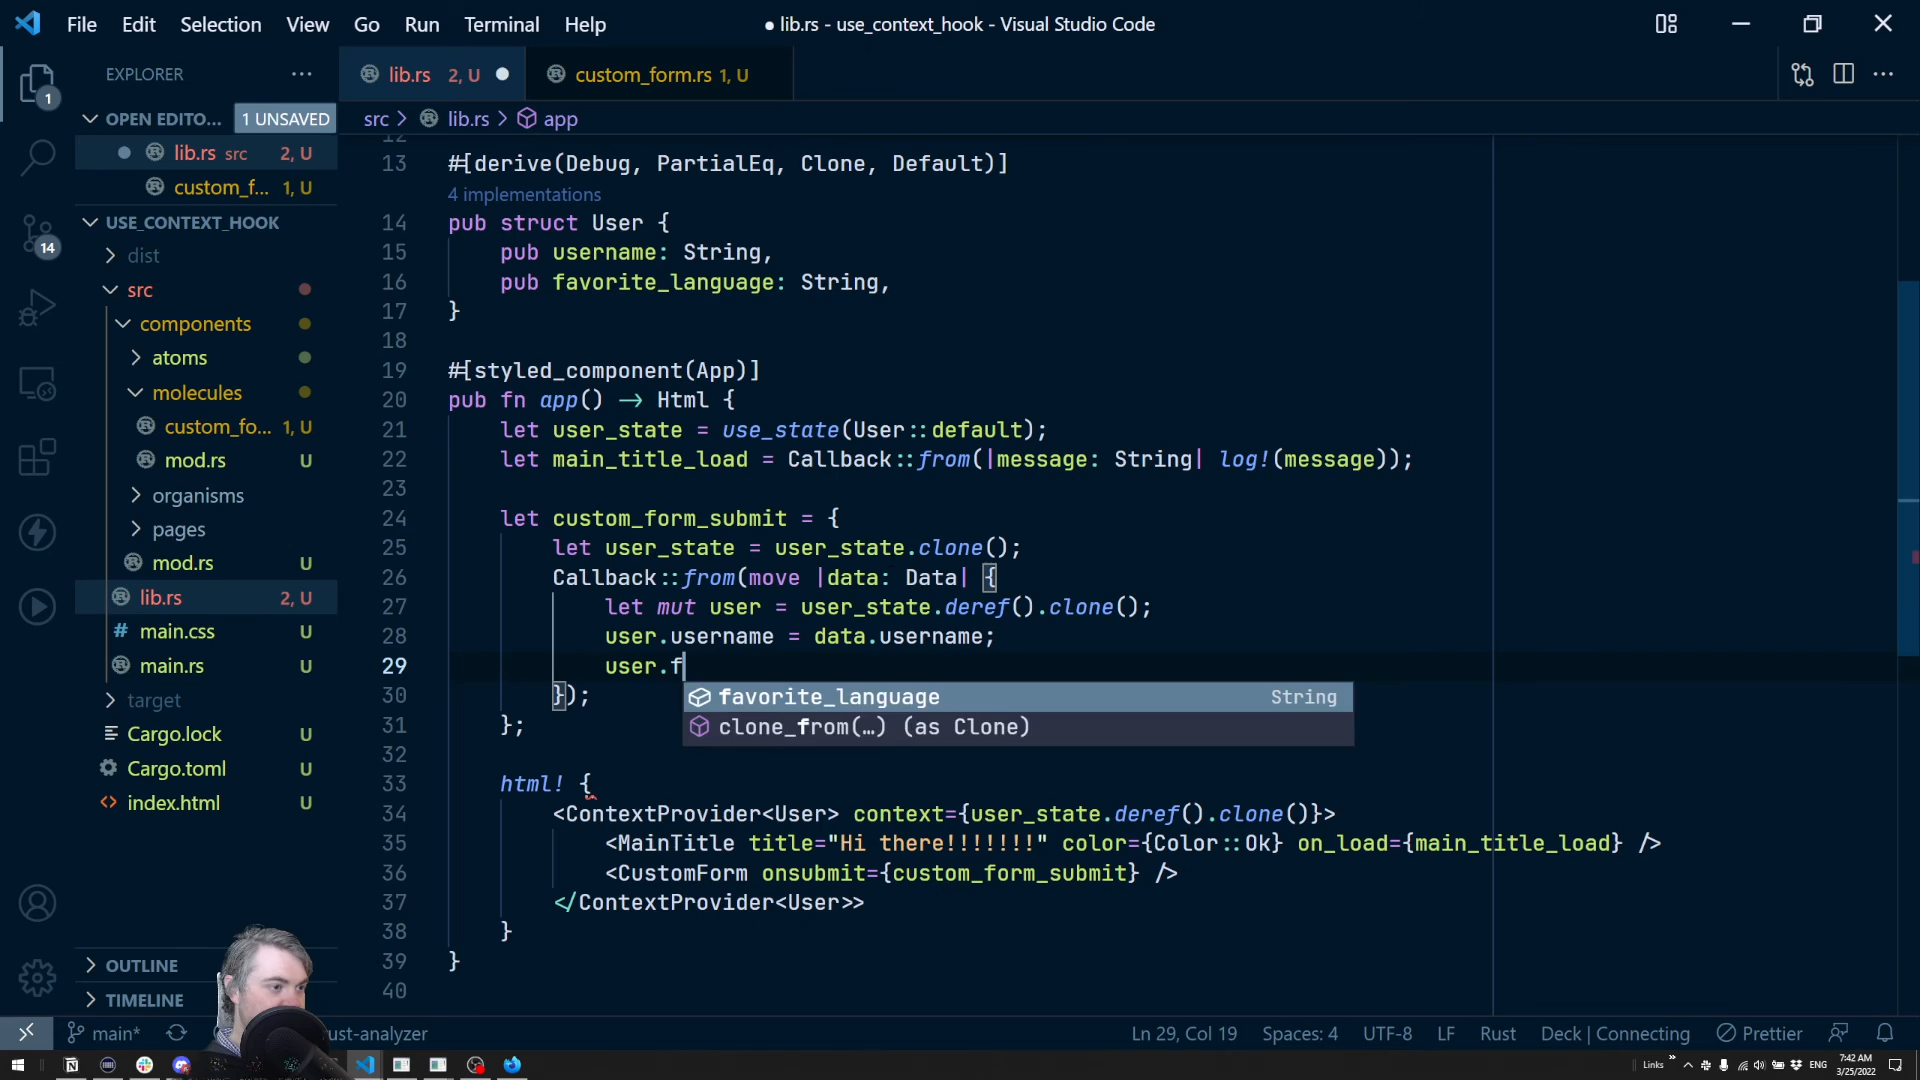 File Edit Selection View Go Run Terminal Help
● lib.rs - use_context_hook - Visual Studio Code
EXPLORER
lib.rs 2, U
custom_form.rs 1, U
1
OPEN EDITO... 1 UNSAVED
lib.rs src 2, U
custom_f... 1, U
USE_CONTEXT_HOOK
14
dist
src
components
atoms
molecules
custom_fo... 1, U
mod.rs U
organisms
pages
mod.rs U
lib.rs 2, U
main.css U
main.rs U
target
Cargo.lock U
Cargo.toml U
index.html U
OUTLINE
TIMELINE
src > lib.rs > app
12
13 #[derive(Debug, PartialEq, Clone, Default)]
4 implementations
14 pub struct User {
15 pub username: String,
16 pub favorite_language: String,
17 }
18
19 #[styled_component(App)]
20 pub fn app() -> Html {
21 let user_state = use_state(User::default);
22 let main_title_load = Callback::from(|message: String| log!(message));
23
24 let custom_form_submit = {
25 let user_state = user_state.clone();
26 Callback::from(move |data: Data| {
27 let mut user = user_state.deref().clone();
28 user.username = data.username;
29 user.f
favorite_language String
clone_from(…) (as Clone)
30 });
31 };
32
33 html! {
34 <ContextProvider<User> context={user_state.deref().clone()}>
35 <MainTitle title="Hi there!!!!!!!" color={Color::Ok} on_load={main_title_load} />
36 <CustomForm onsubmit={custom_form_submit} />
37 </ContextProvider<User>>
38 }
39 }
40
main*
ust-analyzer
Ln 29, Col 19 Spaces: 4 UTF-8 LF Rust Deck | Connecting Prettier
Links » ENG
7:42 AM
3/25/2022